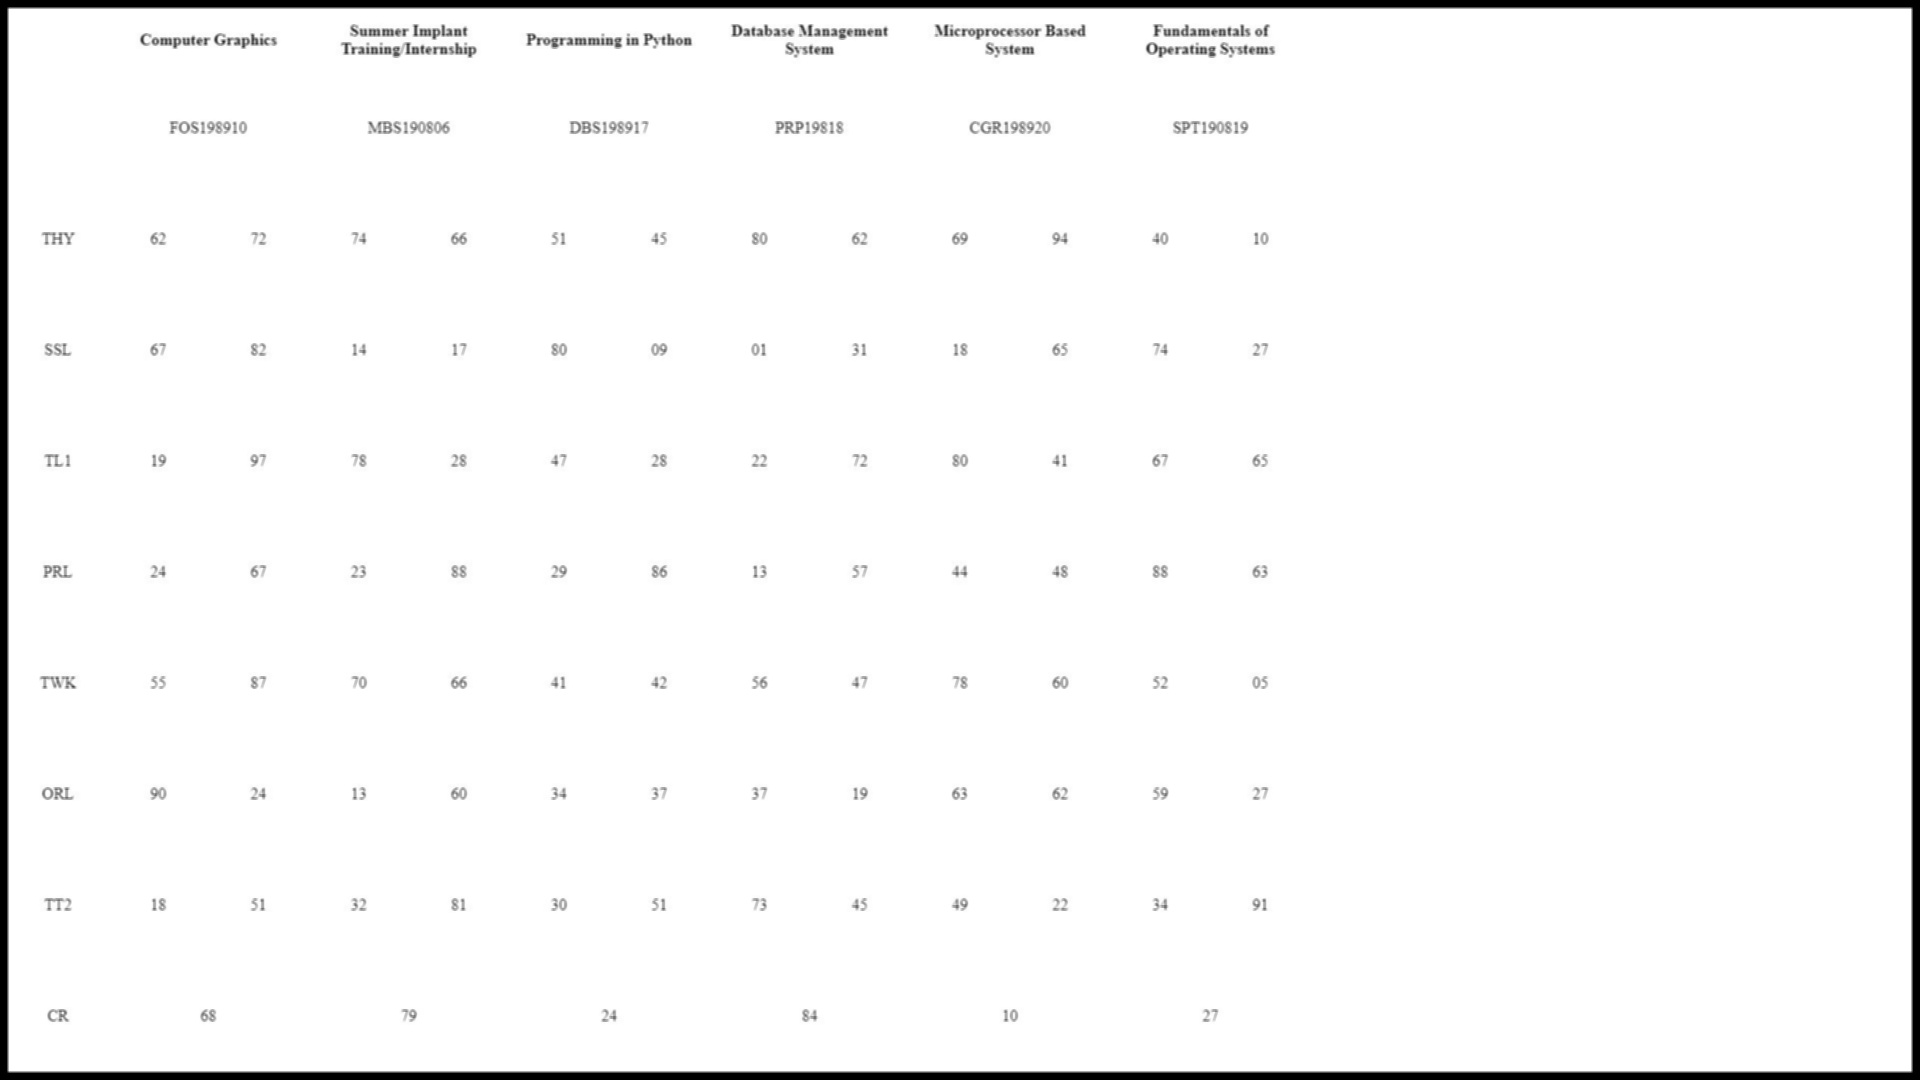 Computer Graphics Summer Implant Training/Internship Programming in Python Database Management System Microprocessor Based System Fundamentals of Operating Systems
FOS198910 MBS190806 DBS198917 PRP19818 CGR198920 SPT190819
THY 62 72 74 66 51 45 80 62 69 94 40 10
SSL 67 82 14 17 80 09 01 31 18 65 74 27
TL1 19 97 78 28 47 28 22 72 80 41 67 65
PRL 24 67 23 88 29 86 13 57 44 48 88 63
TWK 55 87 70 66 41 42 56 47 78 60 52 05
ORL 90 24 13 60 34 37 37 19 63 62 59 27
TT2 18 51 32 81 30 51 73 45 49 22 34 91
CR 68 79 24 84 10 27